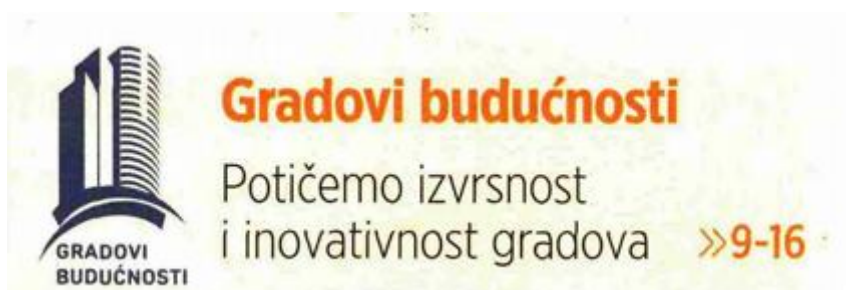 Gradovi budućnosti
Potičemo izvrsnost
i inovativnost gradova »9-16
GRADOVI
BUDUĆNOSTI